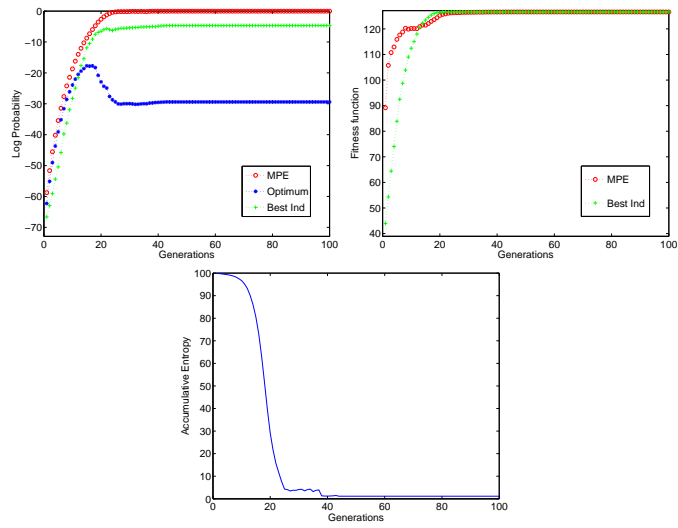 0
−10
−20
−30
−40
−50
−60
−70
Log Probability
0 20 40 60 80 100
Generations
MPE
Optimum
Best Ind
120
110
100
90
80
70
60
50
40
Fitness function
0 20 40 60 80 100
Generations
MPE
Best Ind
100
90
80
70
60
50
40
30
20
10
0
Accumulative Entropy
0 20 40 60 80 100
Generations